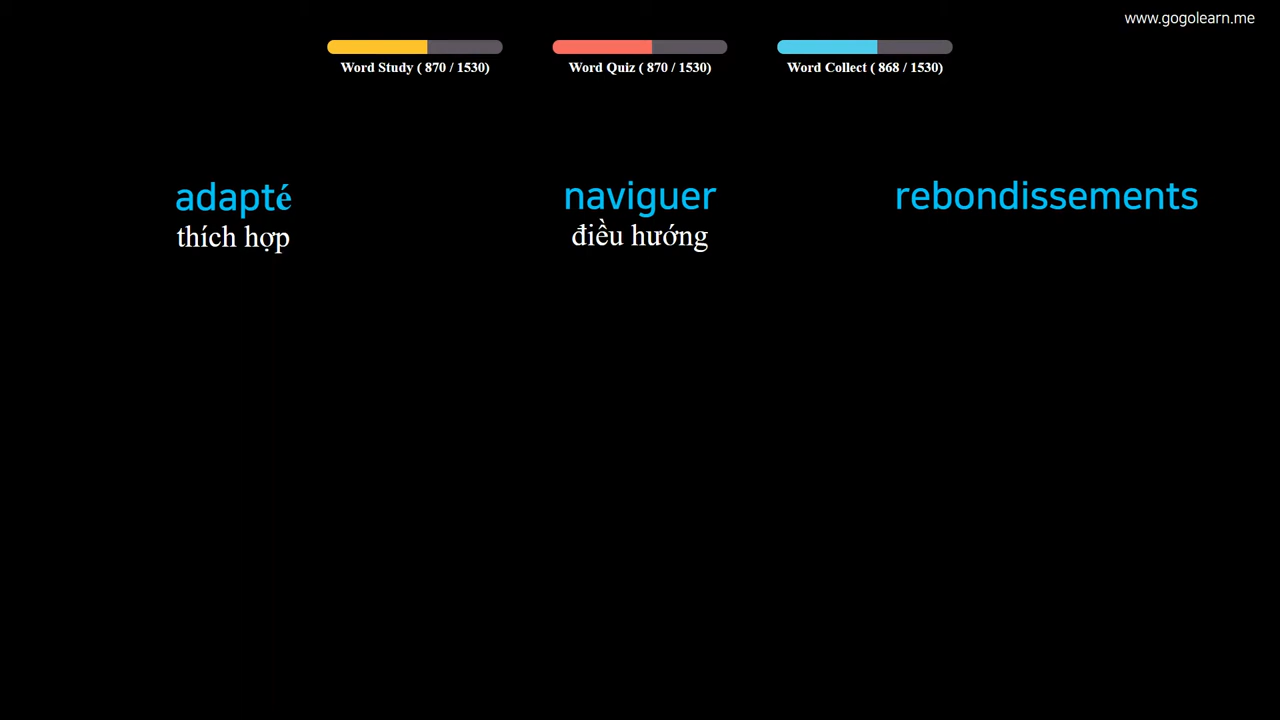 www.gogolearn.me
Word Study ( 870 / 1530)
Word Quiz ( 870 / 1530)
Word Collect ( 868 / 1530)
adapté
thích hợp
naviguer
điều hướng
rebondissements